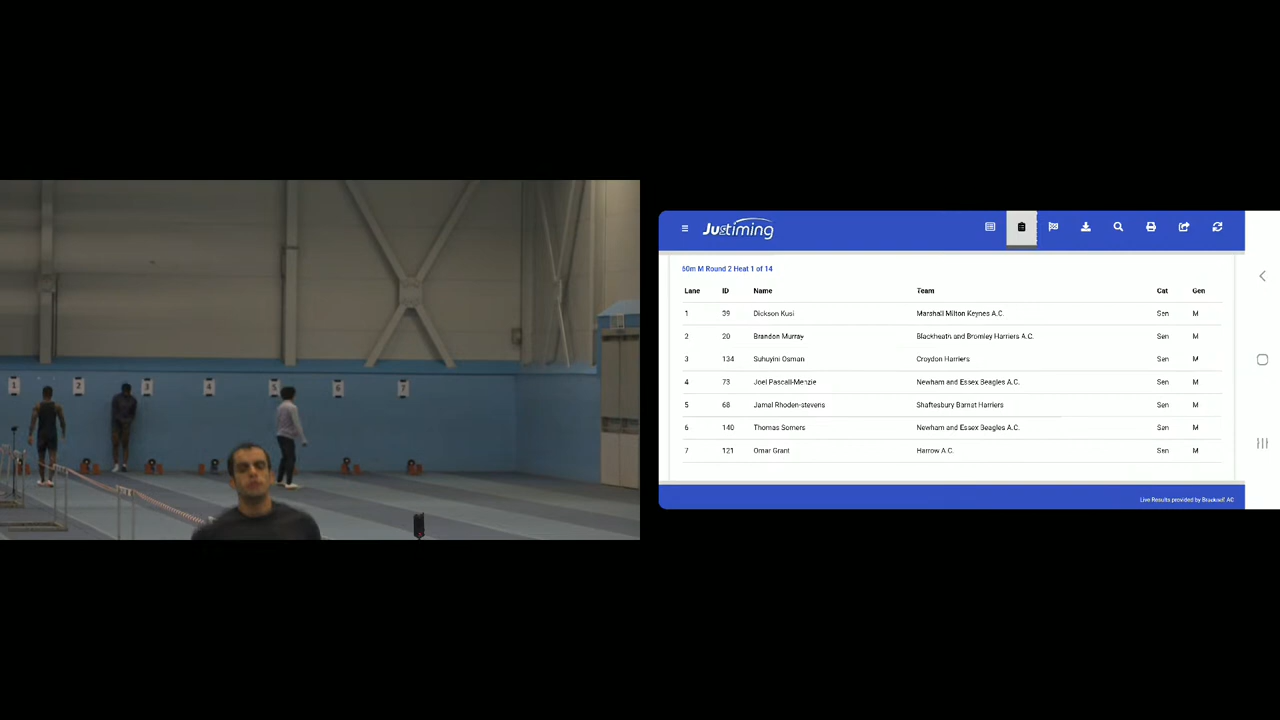 1 2 3 4 5 6 7
Justiming
60m M Round 2 Heat 1 of 14
Lane ID Name Team Cat Gen
1 39 Dickson Kusi Marshall Milton Keynes A.C. Sen M
2 20 Brandon Murray Blackheath and Bromley Harriers A.C. Sen M
3 134 Suhuyini Osman Croydon Harriers Sen M
4 73 Joel Pascall-Menzie Newham and Essex Beagles A.C. Sen M
5 68 Jamal Rhoden-stevens Shaftesbury Barnet Harriers Sen M
6 140 Thomas Somers Newham and Essex Beagles A.C. Sen M
7 121 Omar Grant Harrow A.C. Sen M
Live Results provided by Bracknell AC